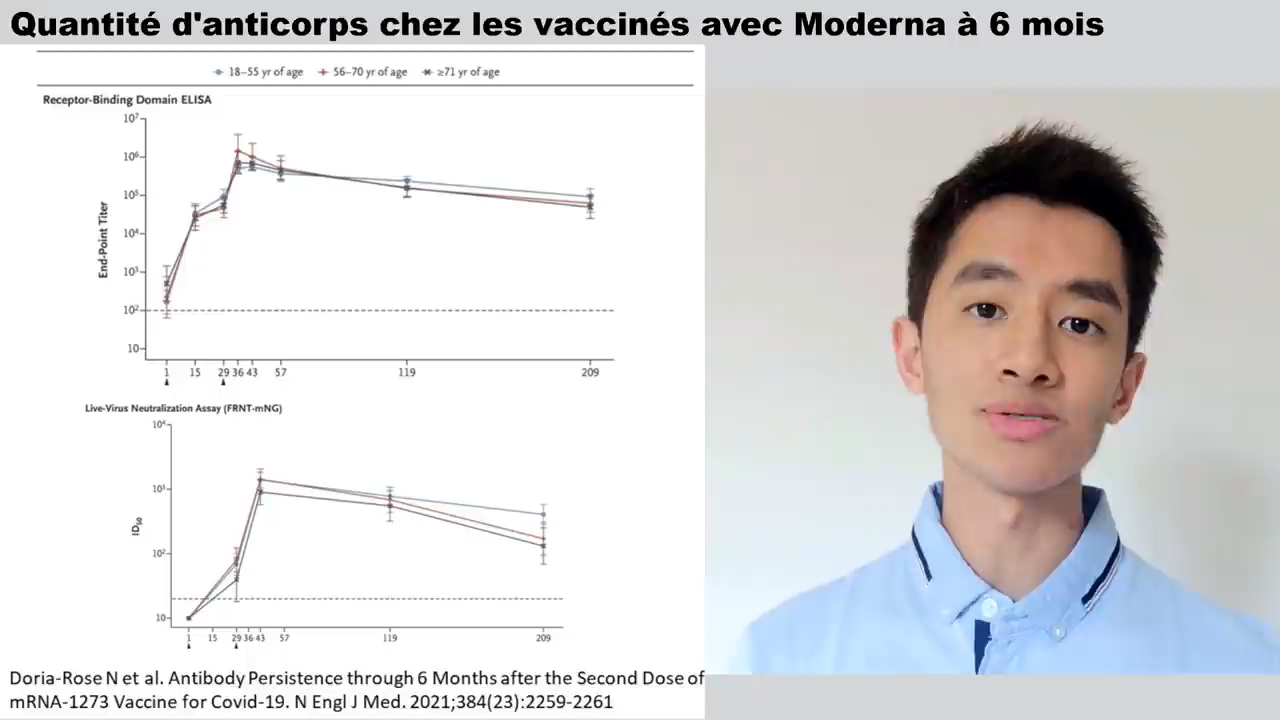 Quantité d'anticorps chez les vaccinés avec Moderna à 6 mois
18–55 yr of age 56–70 yr of age ≥71 yr of age
Receptor-Binding Domain ELISA
End-Point Titer
10⁷
10⁶
10⁵
10⁴
10³
10²
10
1 15 29 36 43 57 119 209
Live-Virus Neutralization Assay (FRNT-mNG)
ID₅₀
10⁴
10³
10²
10
1 15 29 36 43 57 119 209
Doria-Rose N et al. Antibody Persistence through 6 Months after the Second Dose of
mRNA-1273 Vaccine for Covid-19. N Engl J Med. 2021;384(23):2259-2261